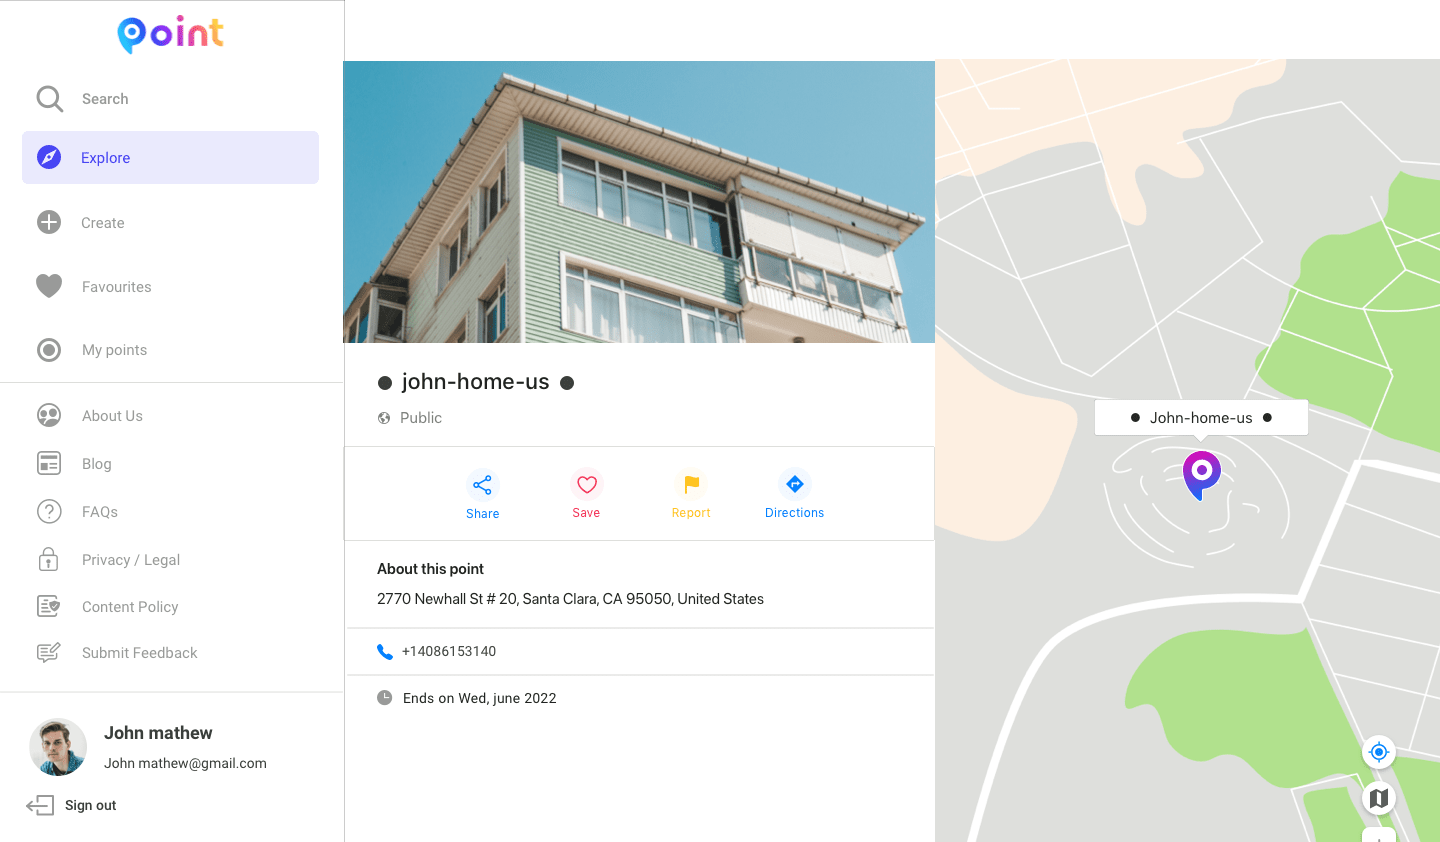 Point
Search
Explore
Create
Favourites
My points
About Us
Blog
FAQs
Privacy / Legal
Content Policy
Submit Feedback
John mathew
John mathew@gmail.com
Sign out
john-home-us
Public
Share
Save
Report
Directions
About this point
2770 Newhall St # 20, Santa Clara, CA 95050, United States
+14086153140
Ends on Wed, june 2022
John-home-us